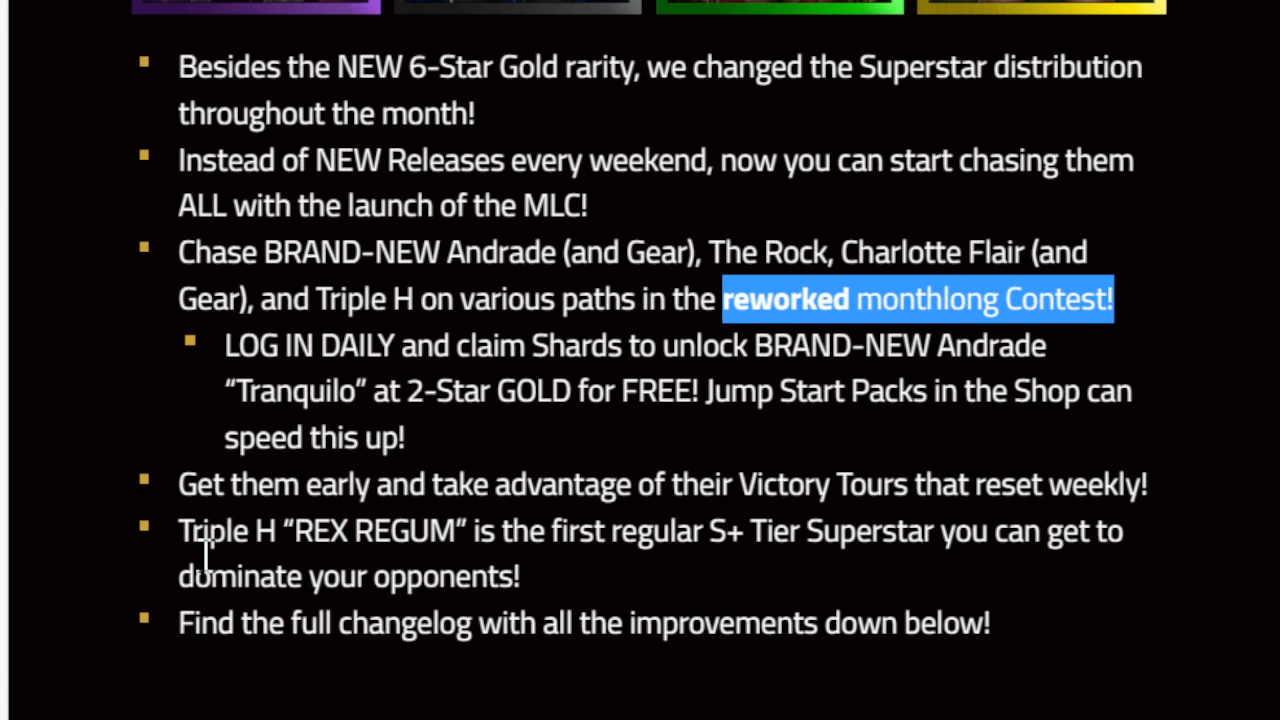 Besides the NEW 6-Star Gold rarity, we changed the Superstar distribution
throughout the month!
Instead of NEW Releases every weekend, now you can start chasing them
ALL with the launch of the MLC!
Chase BRAND-NEW Andrade (and Gear), The Rock, Charlotte Flair (and
Gear), and Triple H on various paths in the reworked monthlong Contest!
LOG IN DAILY and claim Shards to unlock BRAND-NEW Andrade
“Tranquilo” at 2-Star GOLD for FREE! Jump Start Packs in the Shop can
speed this up!
Get them early and take advantage of their Victory Tours that reset weekly!
Triple H “REX REGUM” is the first regular S+ Tier Superstar you can get to
dominate your opponents!
Find the full changelog with all the improvements down below!